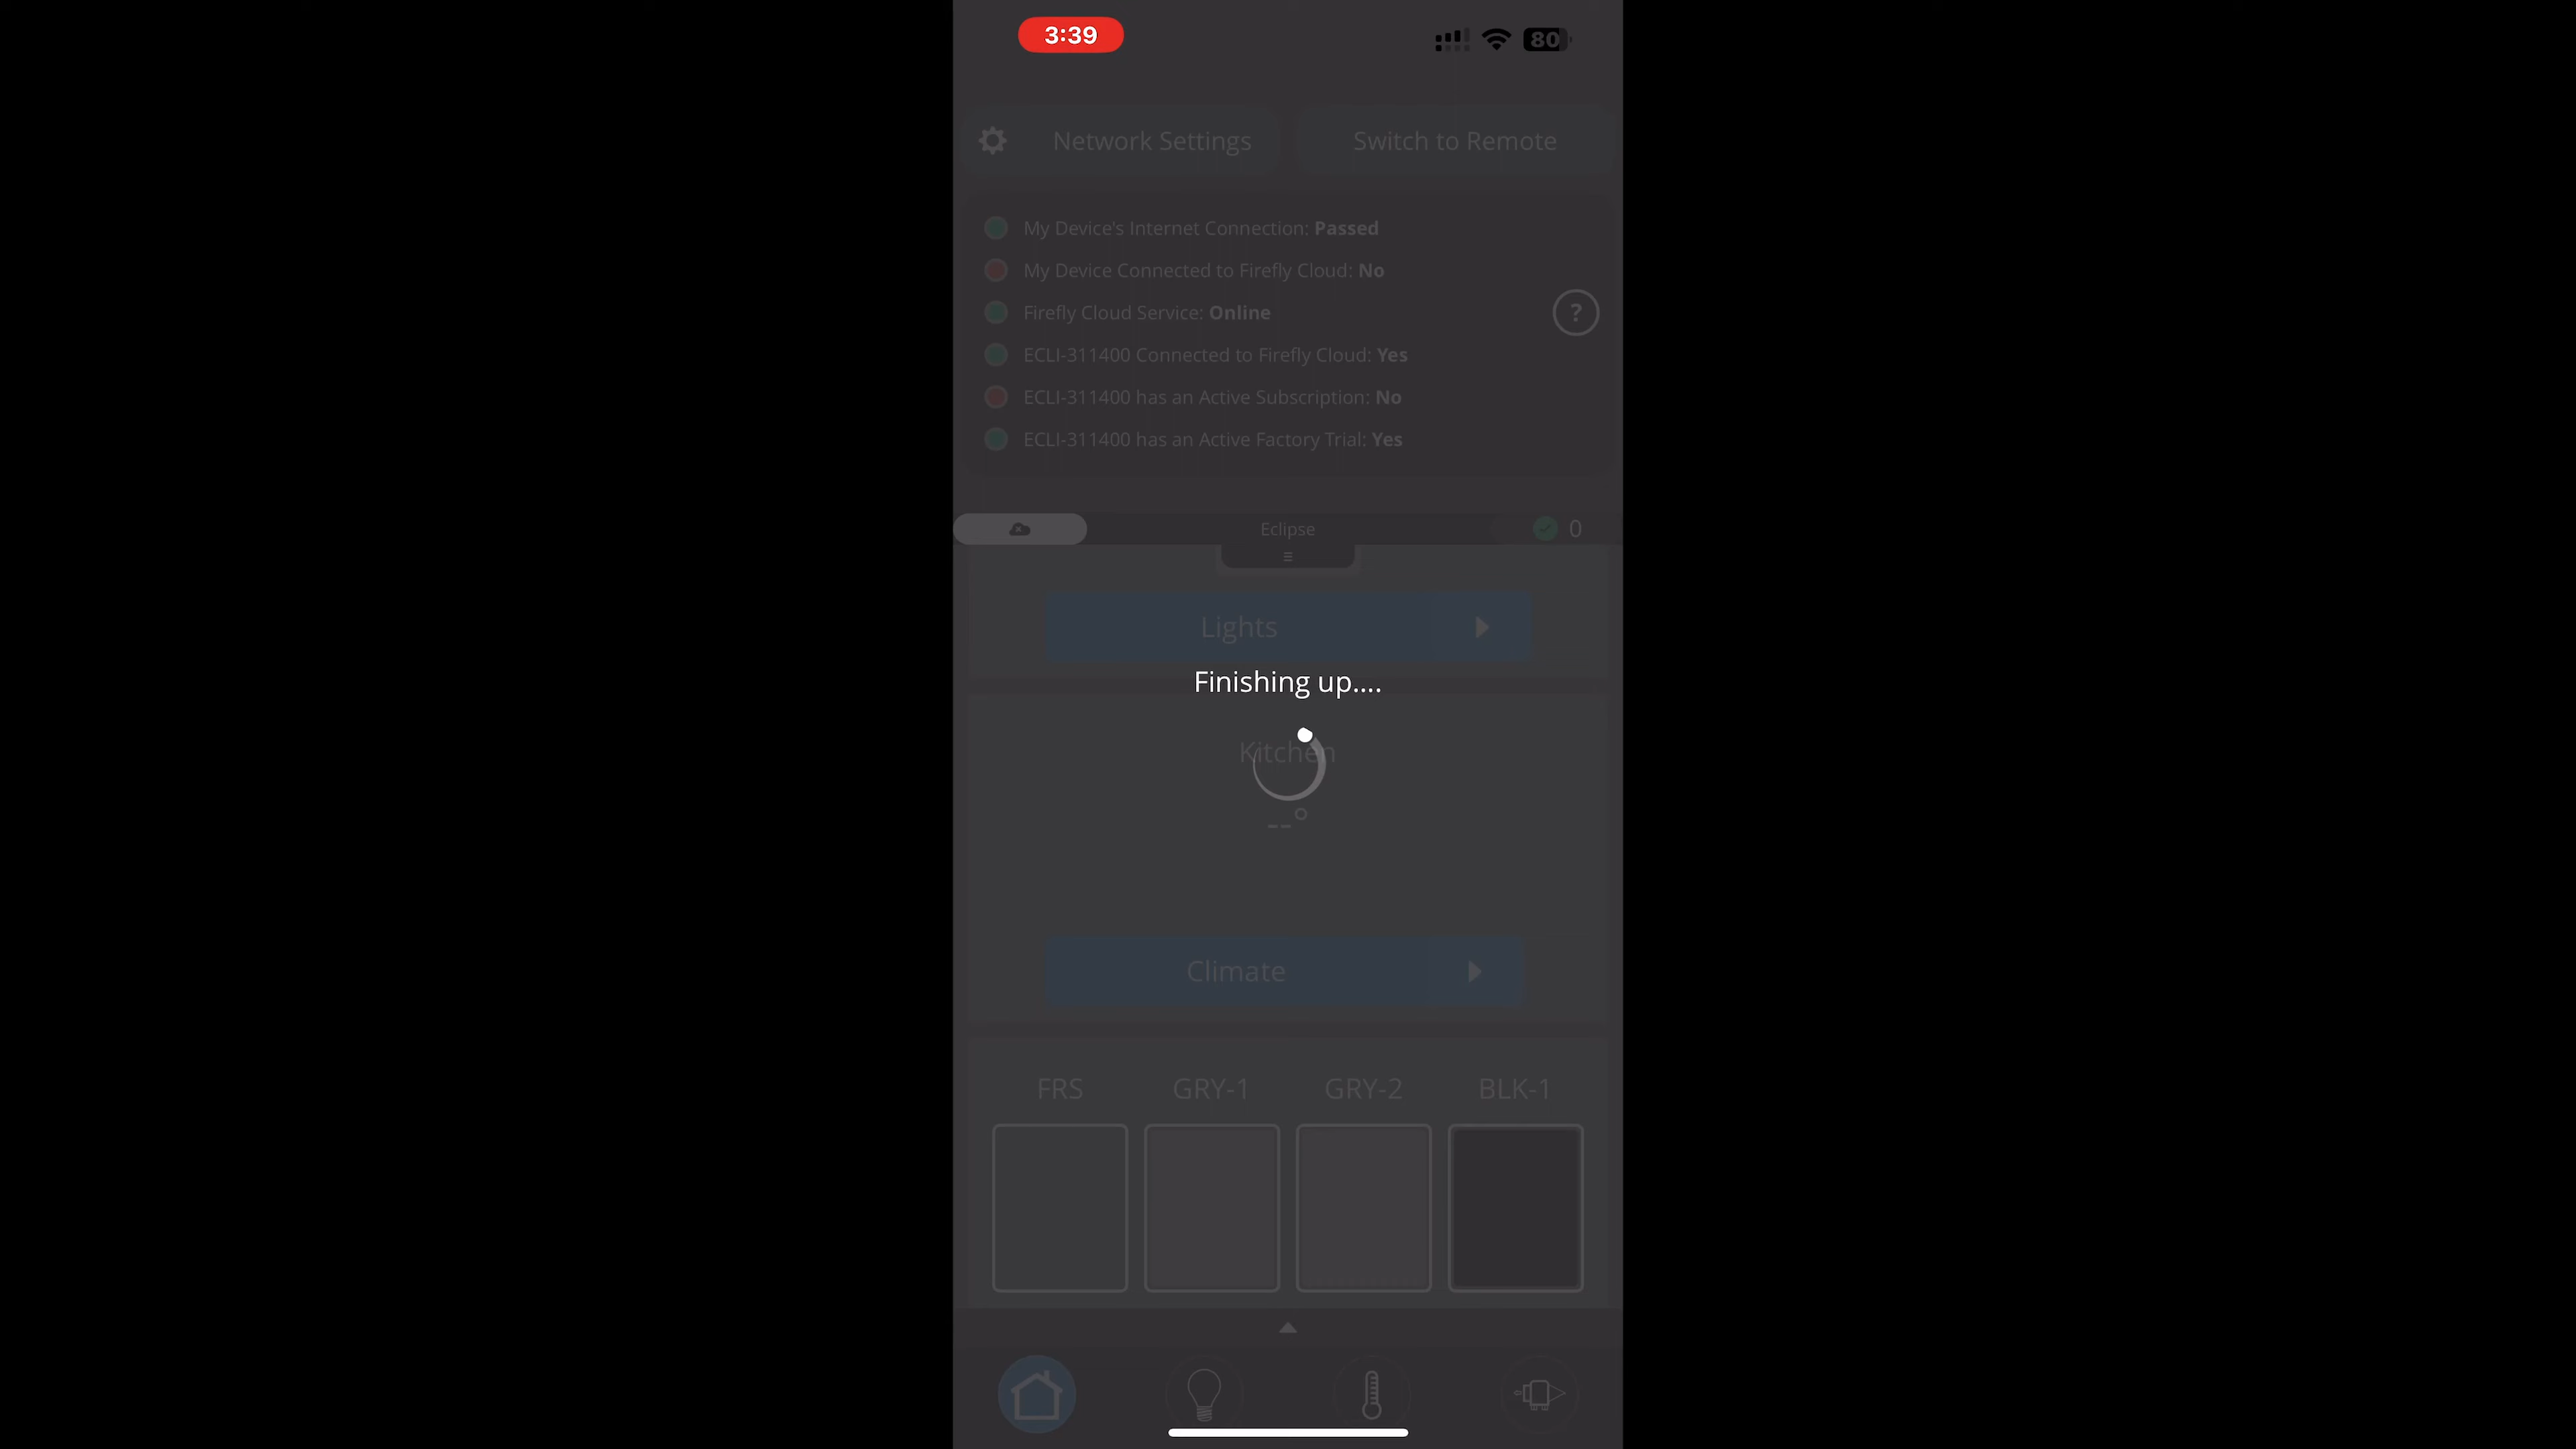 3:39
80
Network Settings
Switch to Remote
My Device's Internet Connection: Passed
My Device Connected to Firefly Cloud: No
Firefly Cloud Service: Online
?
ECLI-311400 Connected to Firefly Cloud: Yes
ECLI-311400 has an Active Subscription: No
ECLI-311400 has an Active Factory Trial: Yes
Eclipse
0
Lights
Finishing up....
Kitchen
--°
Climate
FRS GRY-1 GRY-2 BLK-1